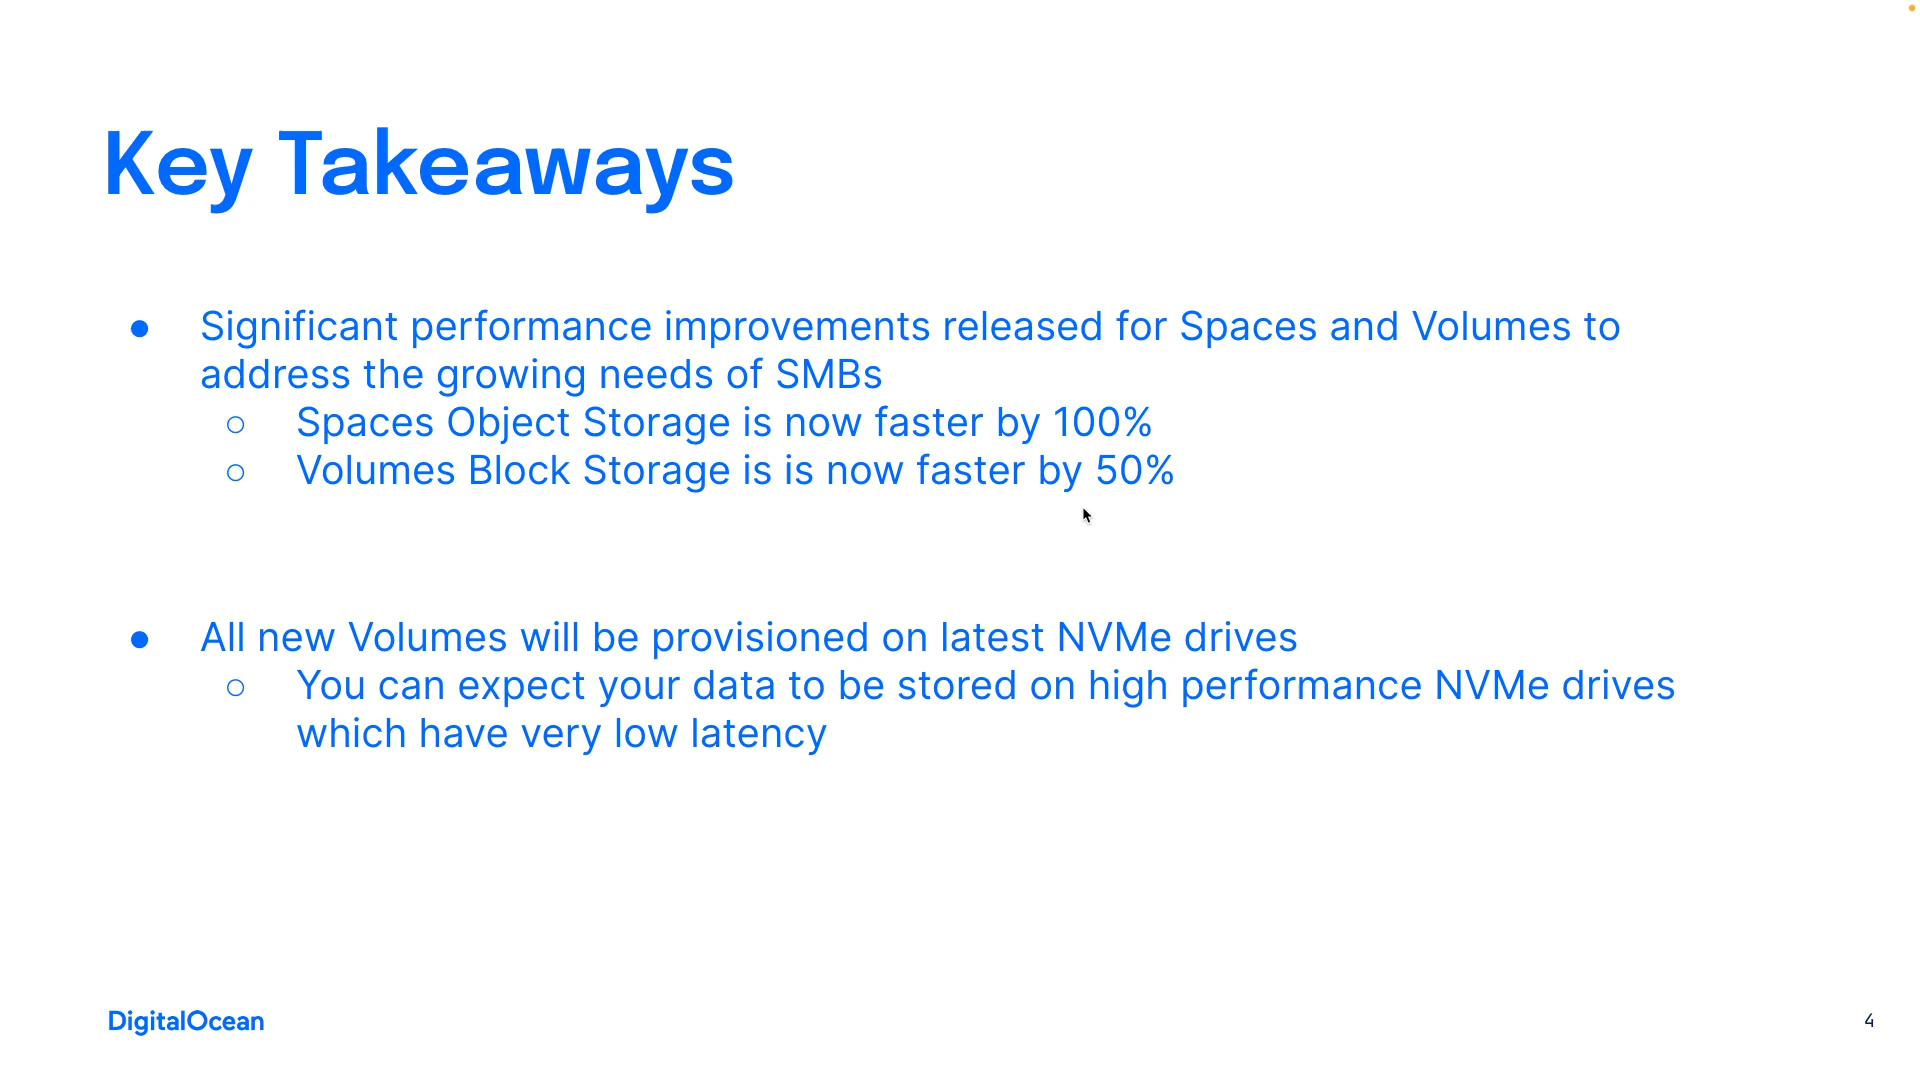 Key Takeaways
● Significant performance improvements released for Spaces and Volumes to
address the growing needs of SMBs
○ Spaces Object Storage is now faster by 100%
○ Volumes Block Storage is is now faster by 50%
● All new Volumes will be provisioned on latest NVMe drives
○ You can expect your data to be stored on high performance NVMe drives
which have very low latency
DigitalOcean
4